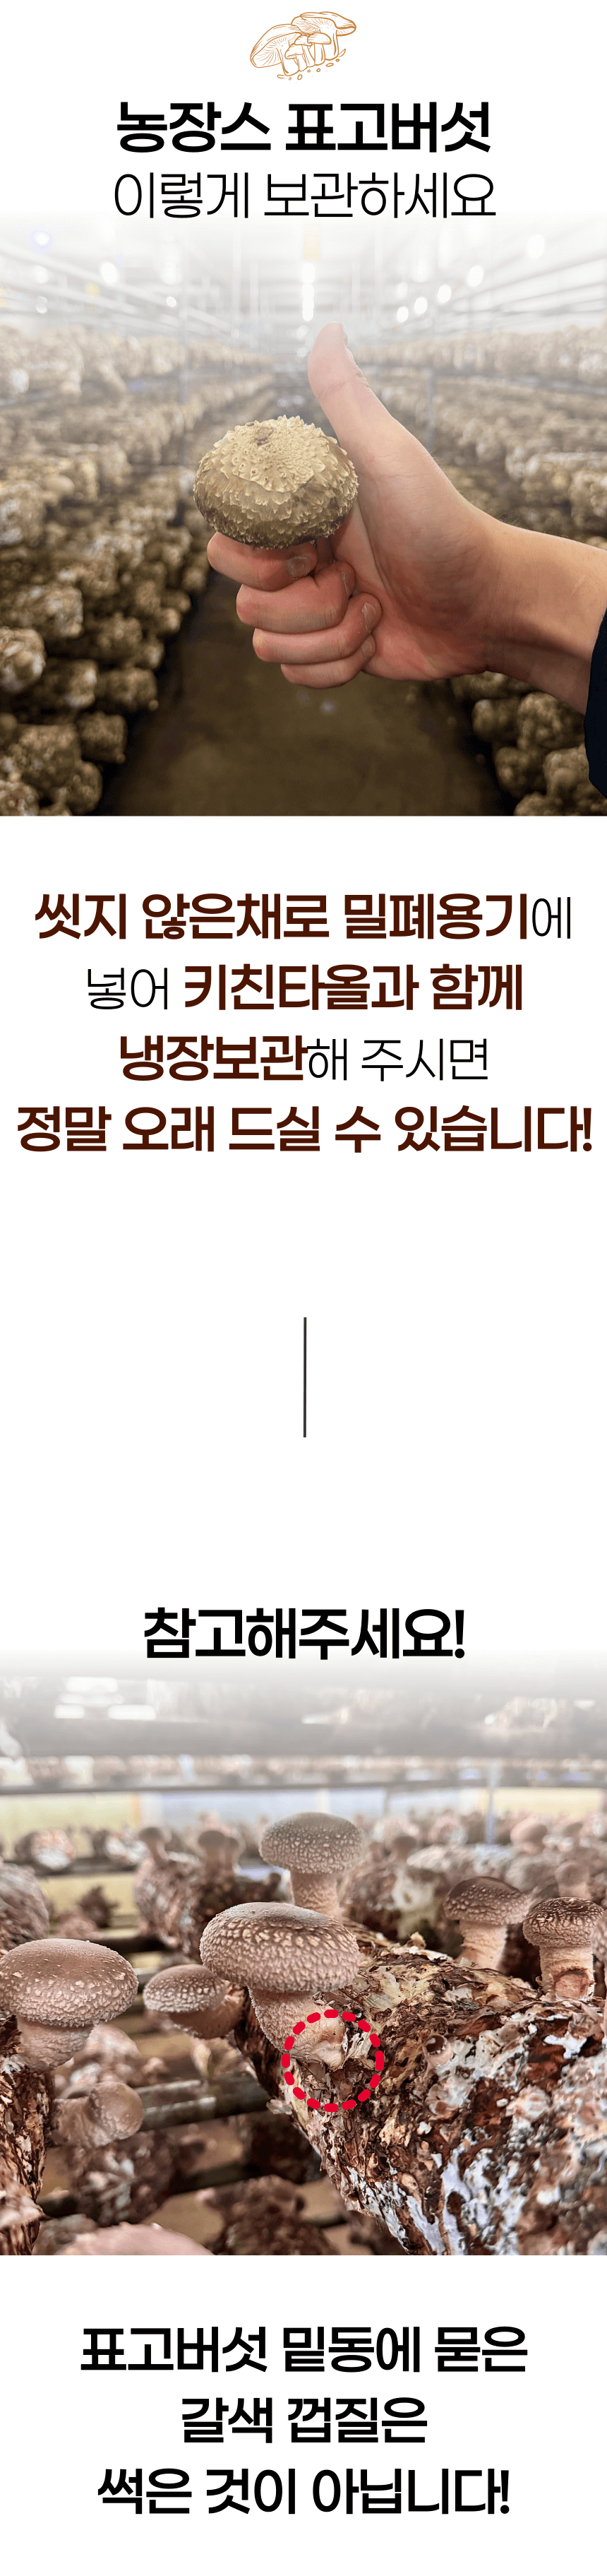 농장스 표고버섯
이렇게 보관하세요
씻지 않은채로 밀폐용기에
넣어 키친타올과 함께
냉장보관해 주시면
정말 오래 드실 수 있습니다!
참고해주세요!
표고버섯 밑동에 묻은
갈색 껍질은
썩은 것이 아닙니다!